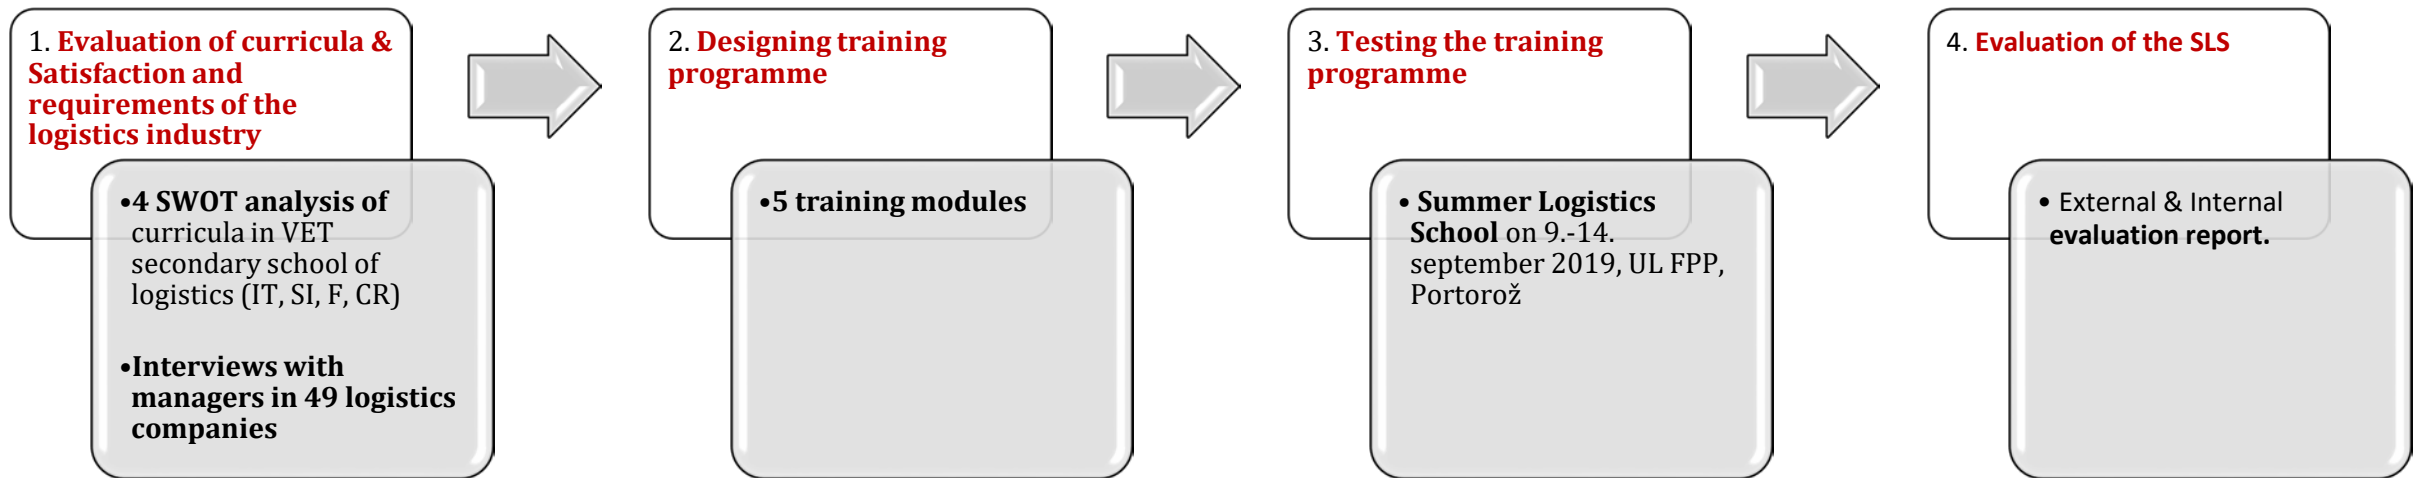 1. Evaluation of curricula &
Satisfaction and
requirements of the
logistics industry
•4 SWOT analysis of
curricula in VET
secondary school of
logistics (IT, SI, F, CR)
•Interviews with
managers in 49 logistics
companies
2. Designing training
programme
•5 training modules
3. Testing the training
programme
• Summer Logistics
School on 9.-14.
september 2019, UL FPP,
Portorož
4. Evaluation of the SLS
• External & Internal
evaluation report.